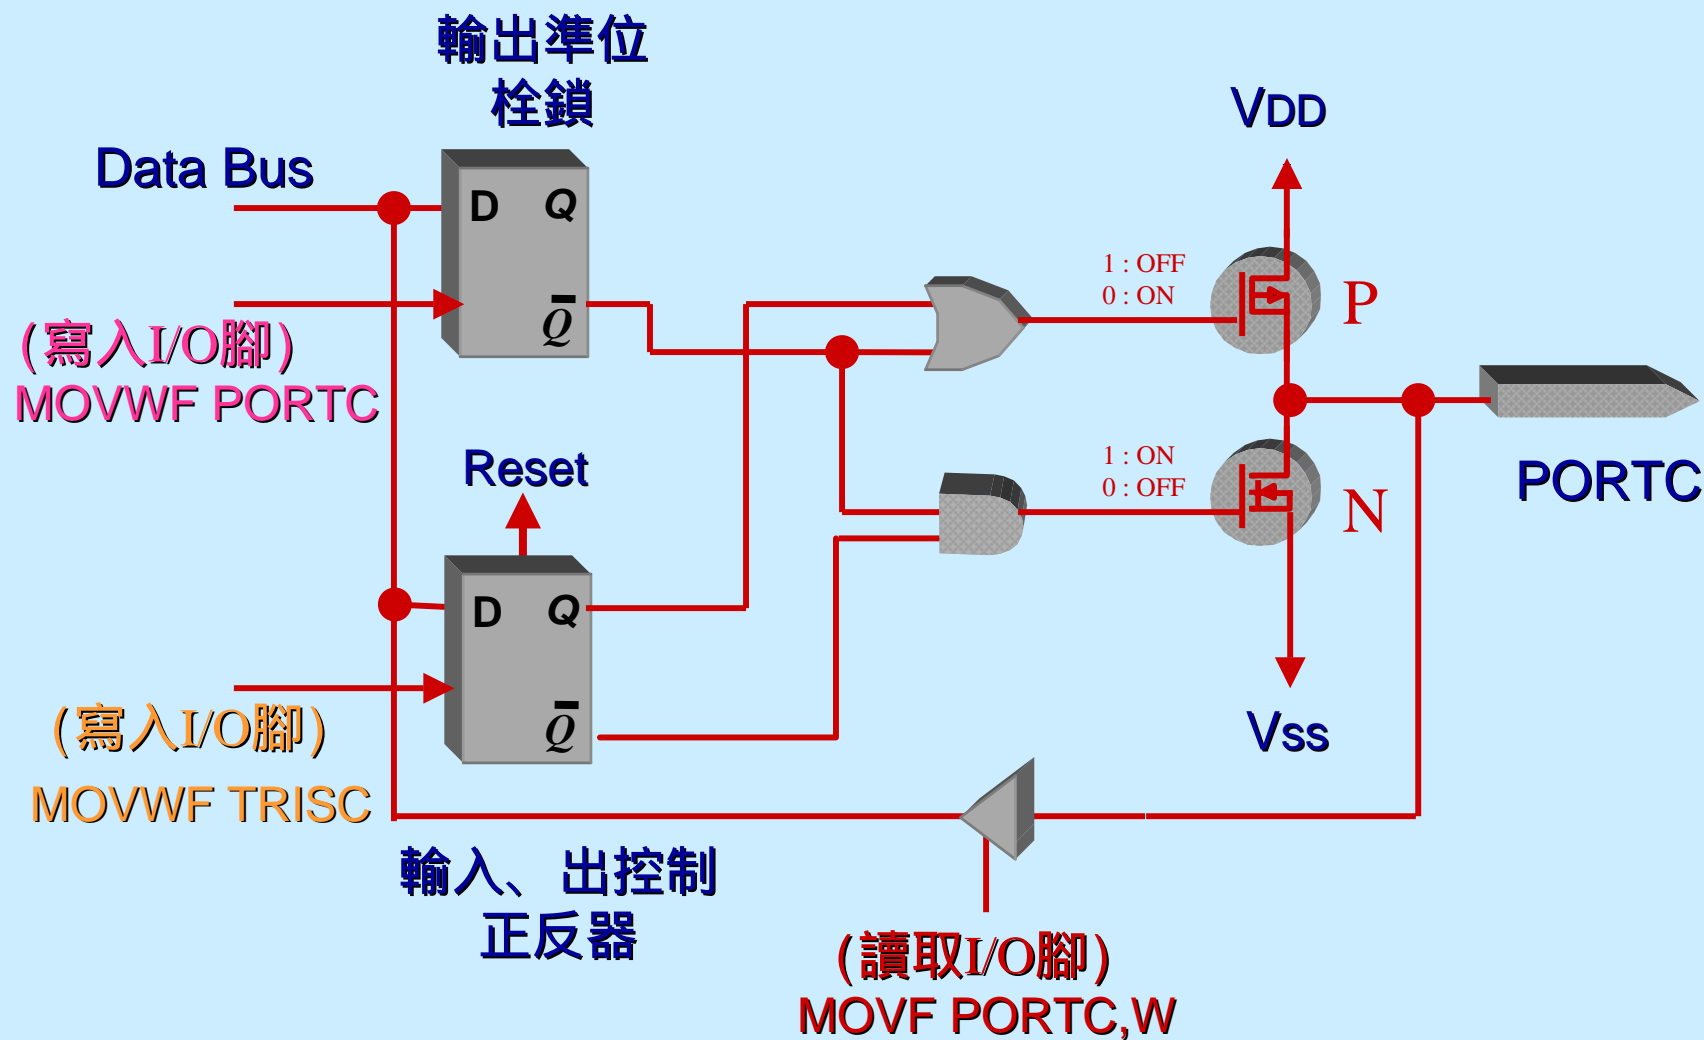 輸出準位
栓鎖
VDD
Data Bus
D Q
Q
1 : OFF
0 : ON
P
(寫入I/O腳)
MOVWF PORTC
Reset
1 : ON
0 : OFF
N
PORTC
D Q
Q
(寫入I/O腳)
MOVWF TRISC
Vss
輸入、出控制
正反器
(讀取I/O腳)
MOVF PORTC,W